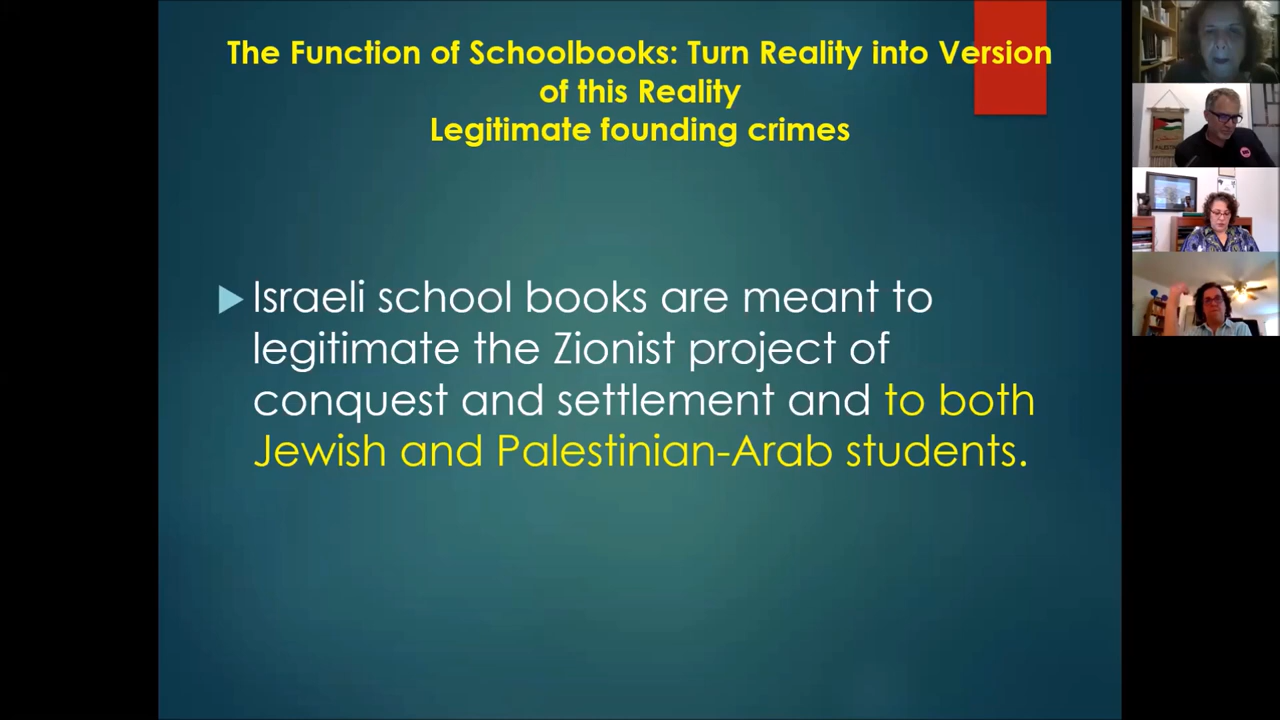 The Function of Schoolbooks: Turn Reality into Version
of this Reality
Legitimate founding crimes
Israeli school books are meant to
legitimate the Zionist project of
conquest and settlement and to both
Jewish and Palestinian-Arab students.